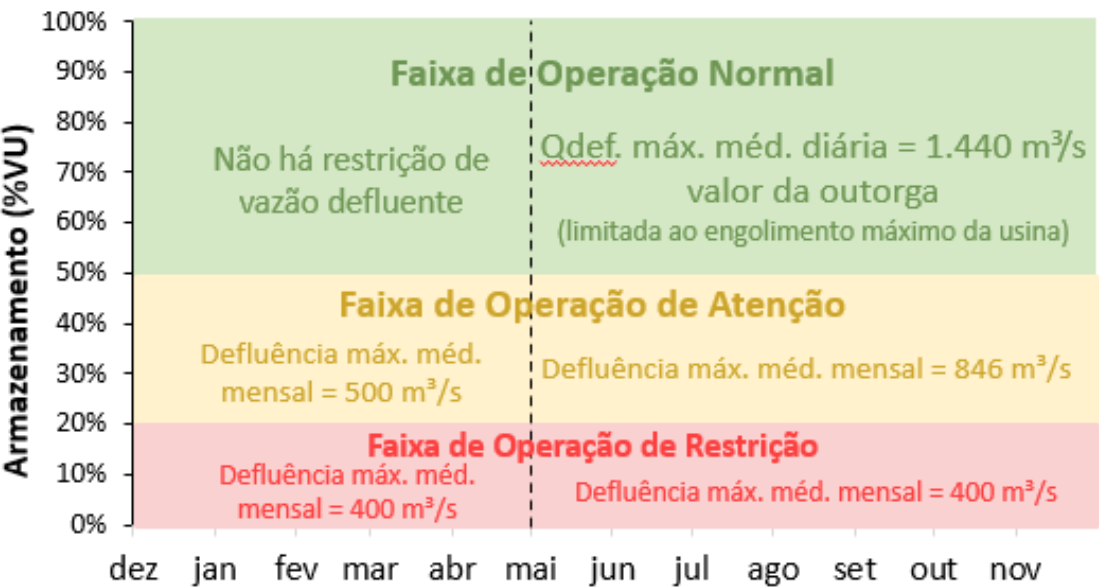 Armazenamento (%VU)
100%
90%
80%
70%
60%
50%
40%
30%
20%
10%
0%
Faixa de Operação Normal
Não há restrição de
vazão defluente
Qdef. máx. méd. diária = 1.440 m³/s
valor da outorga
(limitada ao engolimento máximo da usina)
Faixa de Operação de Atenção
Defluência máx. méd.
mensal = 500 m³/s
Defluência máx. méd. mensal = 846 m³/s
Faixa de Operação de Restrição
Defluência máx. méd.
mensal = 400 m³/s
Defluência máx. méd. mensal = 400 m³/s
dez jan fev mar abr mai jun jul ago set out nov